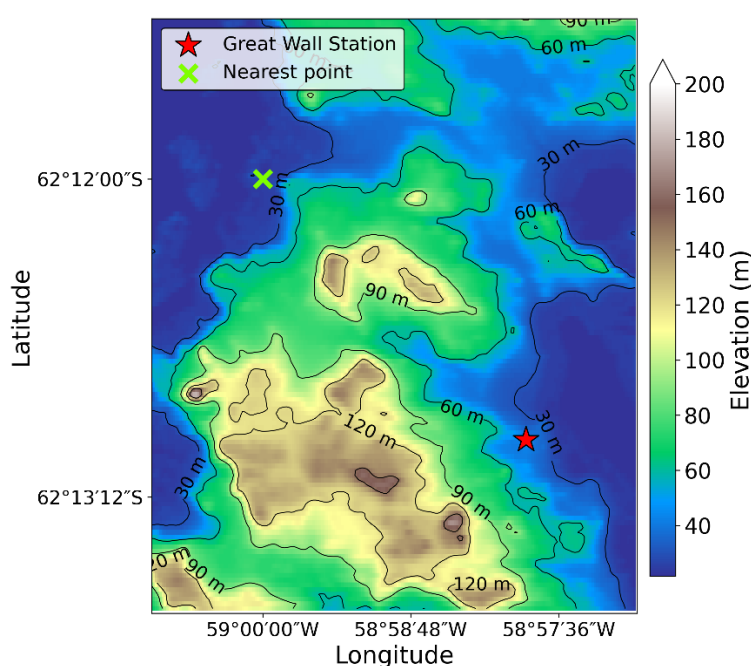 90 m
60 m
Great Wall Station
Nearest point
200
180
160
140
120
100
80
60
40
Elevation (m)
30 m
62°12′00″S
30 m
60 m
90 m
Latitude
60 m
30 m
120 m
30 m
62°13′12″S
90 m
90 m
120 m
59°00′00″W
58°58′48″W
58°57′36″W
Longitude